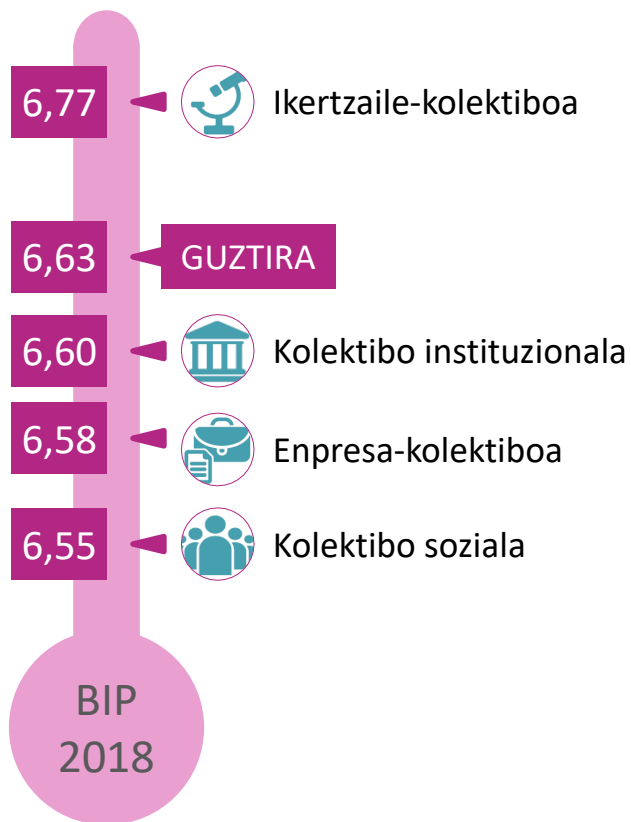 6,77 Ikertzaile-kolektiboa
6,63 GUZTIRA
6,60 Kolektibo instituzionala
6,58 Enpresa-kolektiboa
6,55 Kolektibo soziala
BIP
2018